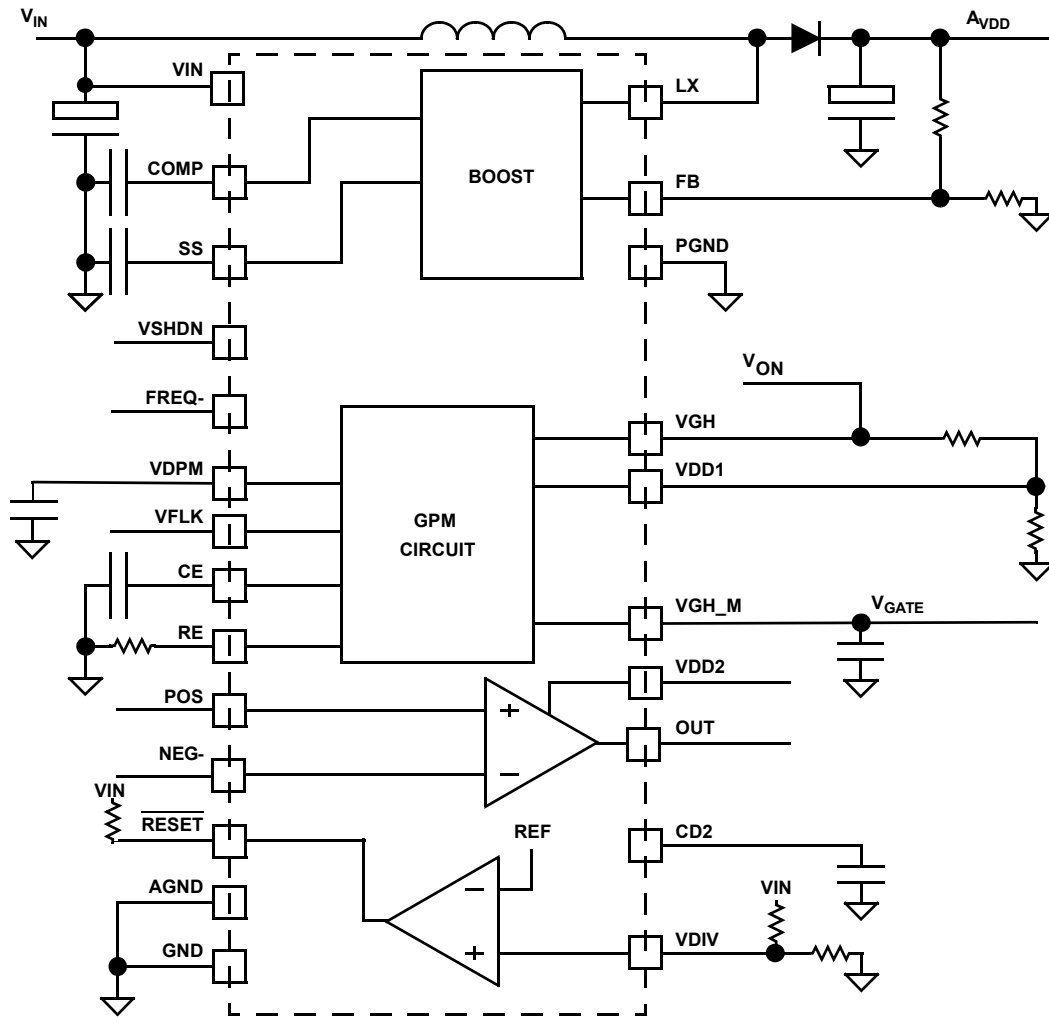 VIN
AVDD
VIN
LX
COMP
BOOST
FB
SS
PGND
VSHDN
VON
FREQ-
VGH
VDPM
VDD1
VFLK
GPM
CIRCUIT
CE
VGH_M
VGATE
RE
VDD2
POS
+
OUT
NEG-
−
VIN
RESET
REF
CD2
AGND
−
VIN
GND
+
VDIV